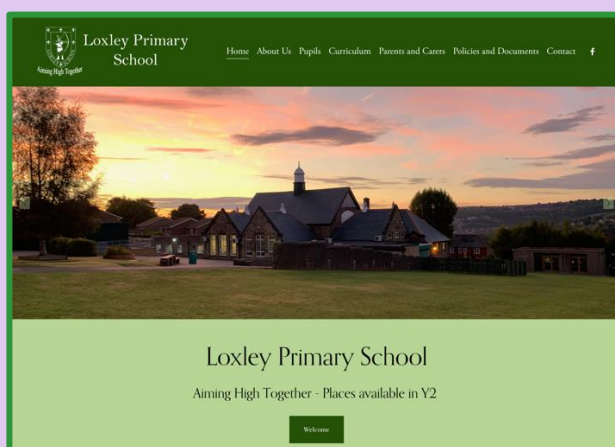 Loxley Primary
School
Aiming High Together
Home About Us Pupils Curriculum Parents and Carers Policies and Documents Contact
Loxley Primary School
Aiming High Together - Places available in Y2
Welcome